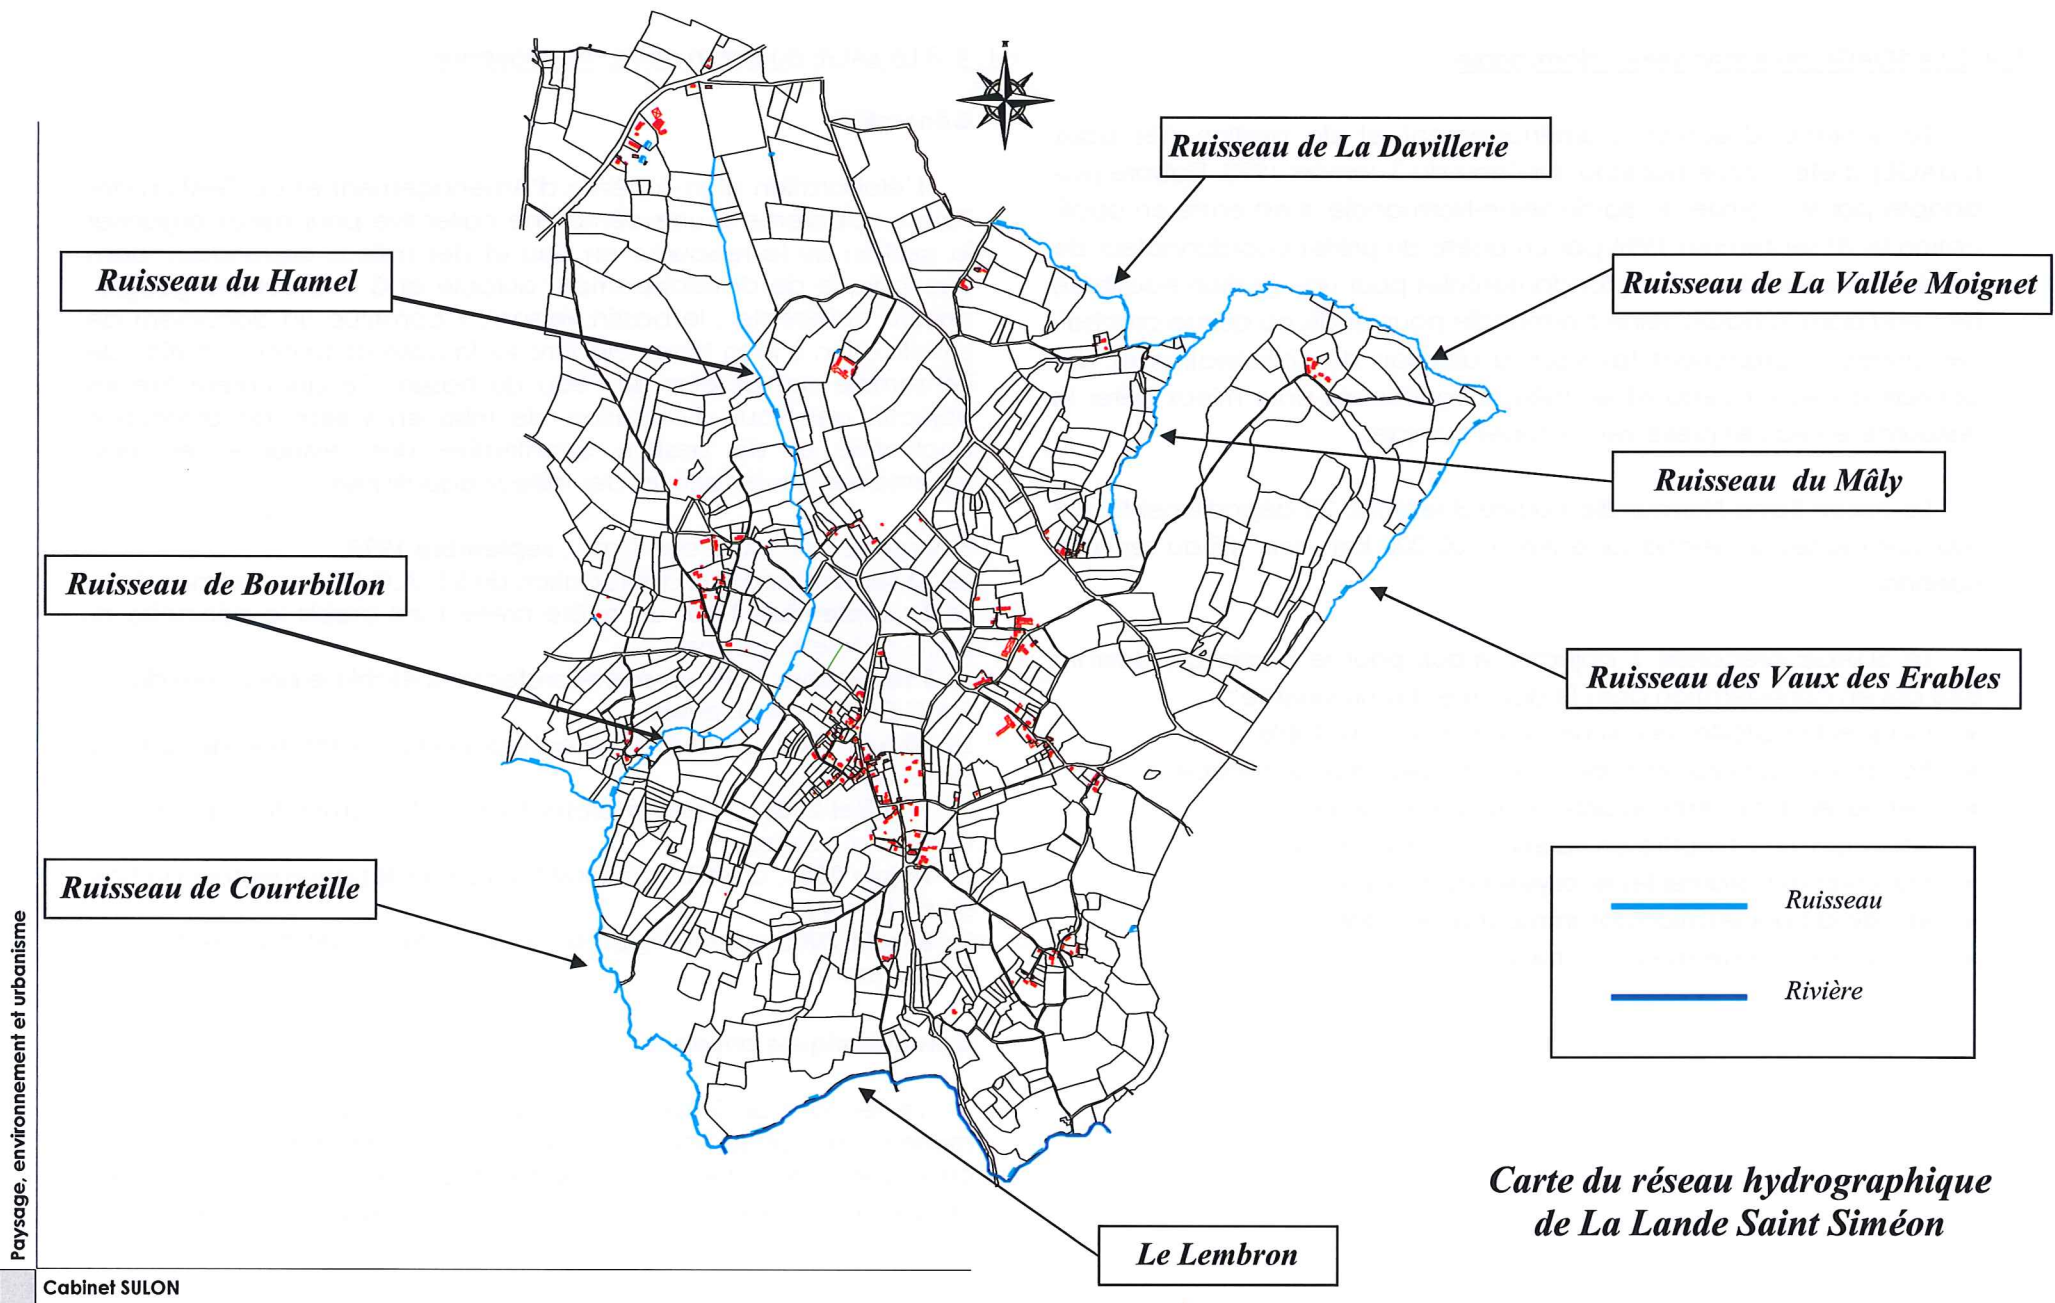 Ruisseau de La Davillerie
Ruisseau du Hamel
Ruisseau de La Vallée Moignet
Ruisseau du Mâly
Ruisseau de Bourbillon
Ruisseau des Vaux des Erables
Ruisseau de Courteille
Ruisseau
Rivière
Le Lembron
Carte du réseau hydrographique
de La Lande Saint Siméon
Paysage, environnement et urbanisme
Cabinet SULON